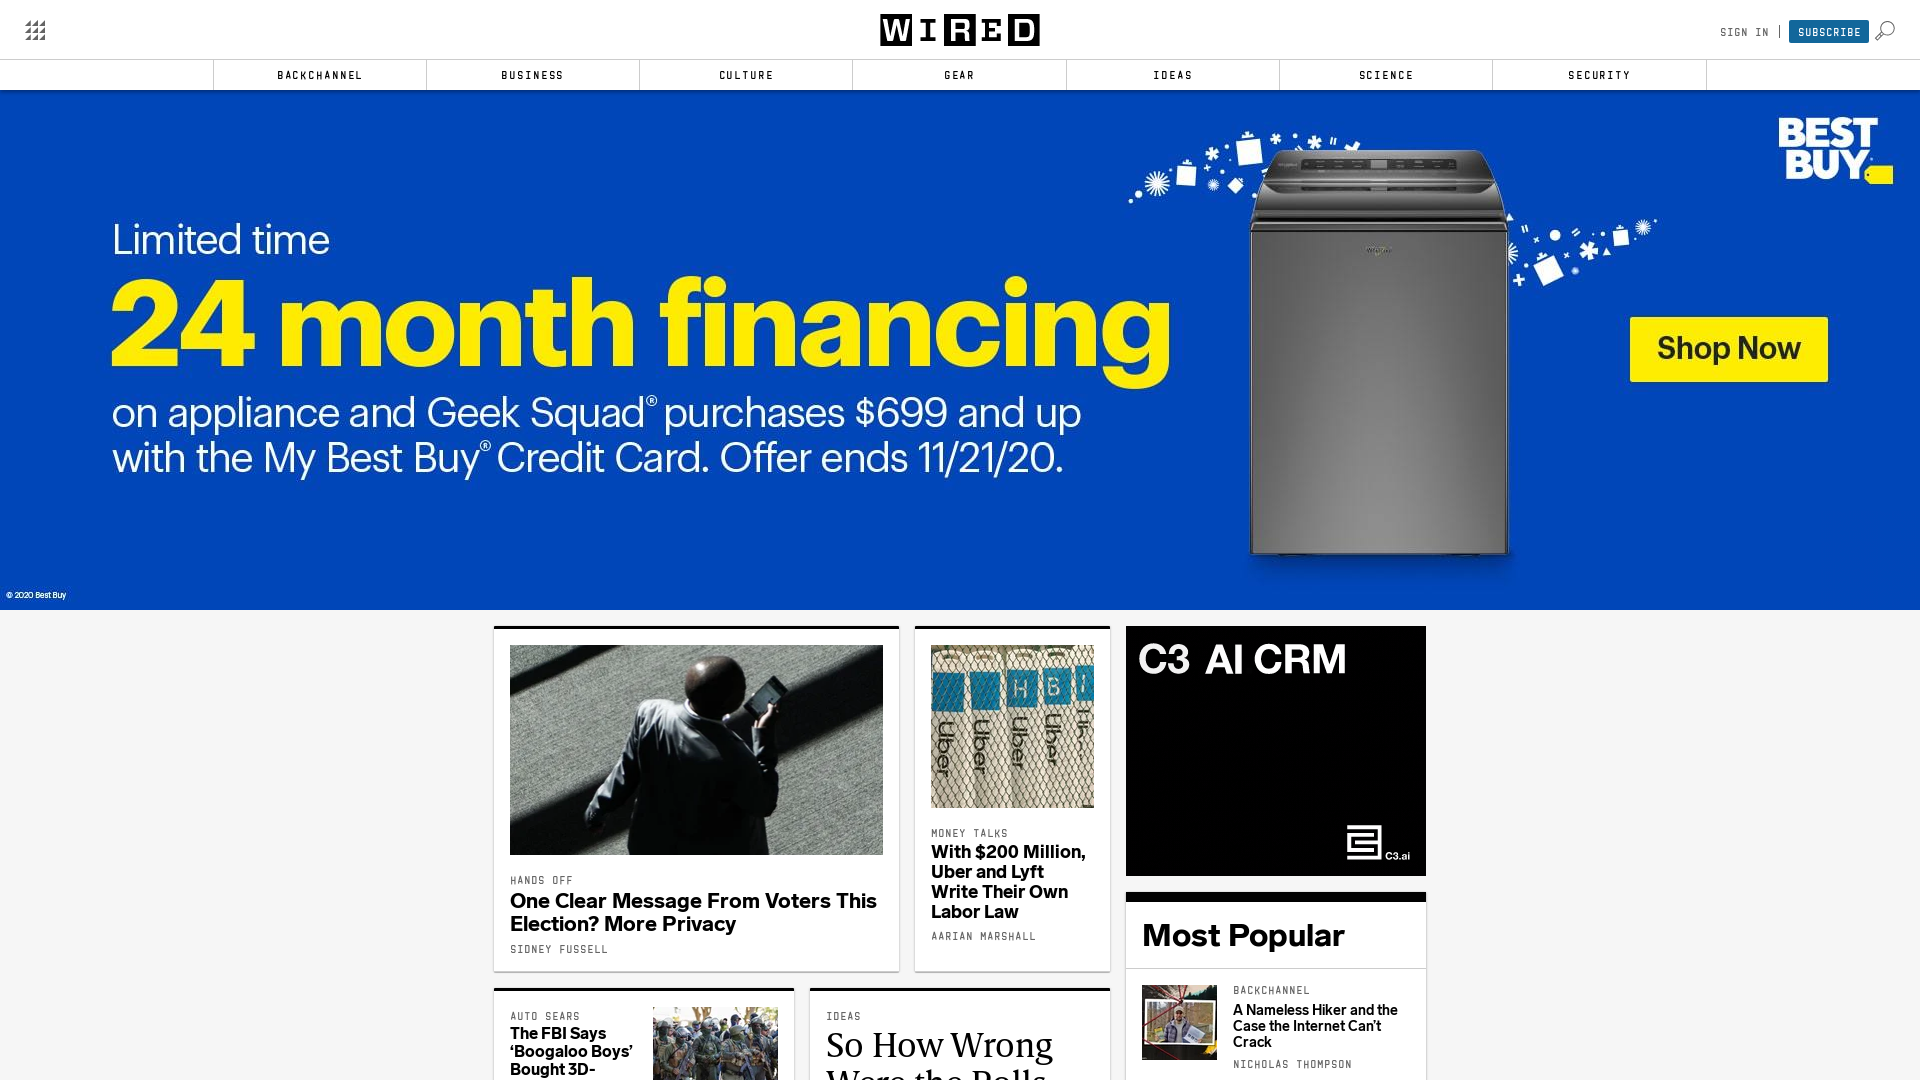 WIRED
SIGN IN
SUBSCRIBE
BACKCHANNEL
BUSINESS
CULTURE
GEAR
IDEAS
SCIENCE
SECURITY
BEST
BUY
Limited time
24 month financing
on appliance and Geek Squad® purchases $699 and up
with the My Best Buy® Credit Card. Offer ends 11/21/20.
Shop Now
© 2020 Best Buy
Uber
Uber
Uber
Uber
HANDS OFF
One Clear Message From Voters This
Election? More Privacy
SIDNEY FUSSELL
MONEY TALKS
With $200 Million,
Uber and Lyft
Write Their Own
Labor Law
AARIAN MARSHALL
C3 AI CRM
C3.ai
Most Popular
BACKCHANNEL
A Nameless Hiker and the
Case the Internet Can’t
Crack
NICHOLAS THOMPSON
AUTO SEARS
The FBI Says
‘Boogaloo Boys’
Bought 3D-
IDEAS
So How Wrong
Were the Polls